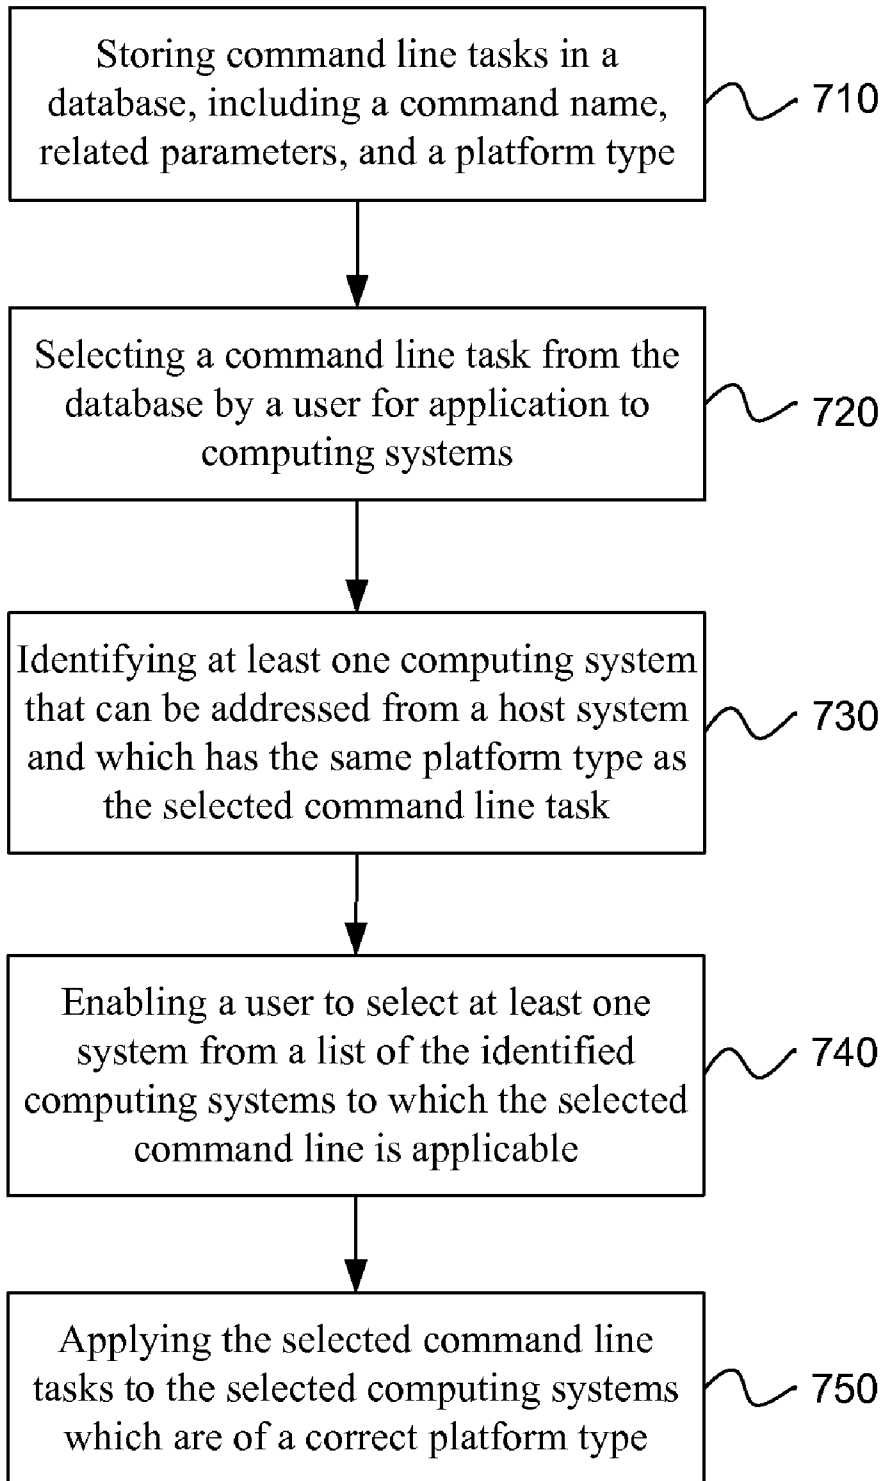 Storing command line tasks in a
database, including a command name,
related parameters, and a platform type
710
Selecting a command line task from the
database by a user for application to
computing systems
720
Identifying at least one computing system
that can be addressed from a host system
and which has the same platform type as
the selected command line task
730
Enabling a user to select at least one
system from a list of the identified
computing systems to which the selected
command line is applicable
740
Applying the selected command line
tasks to the selected computing systems
which are of a correct platform type
750